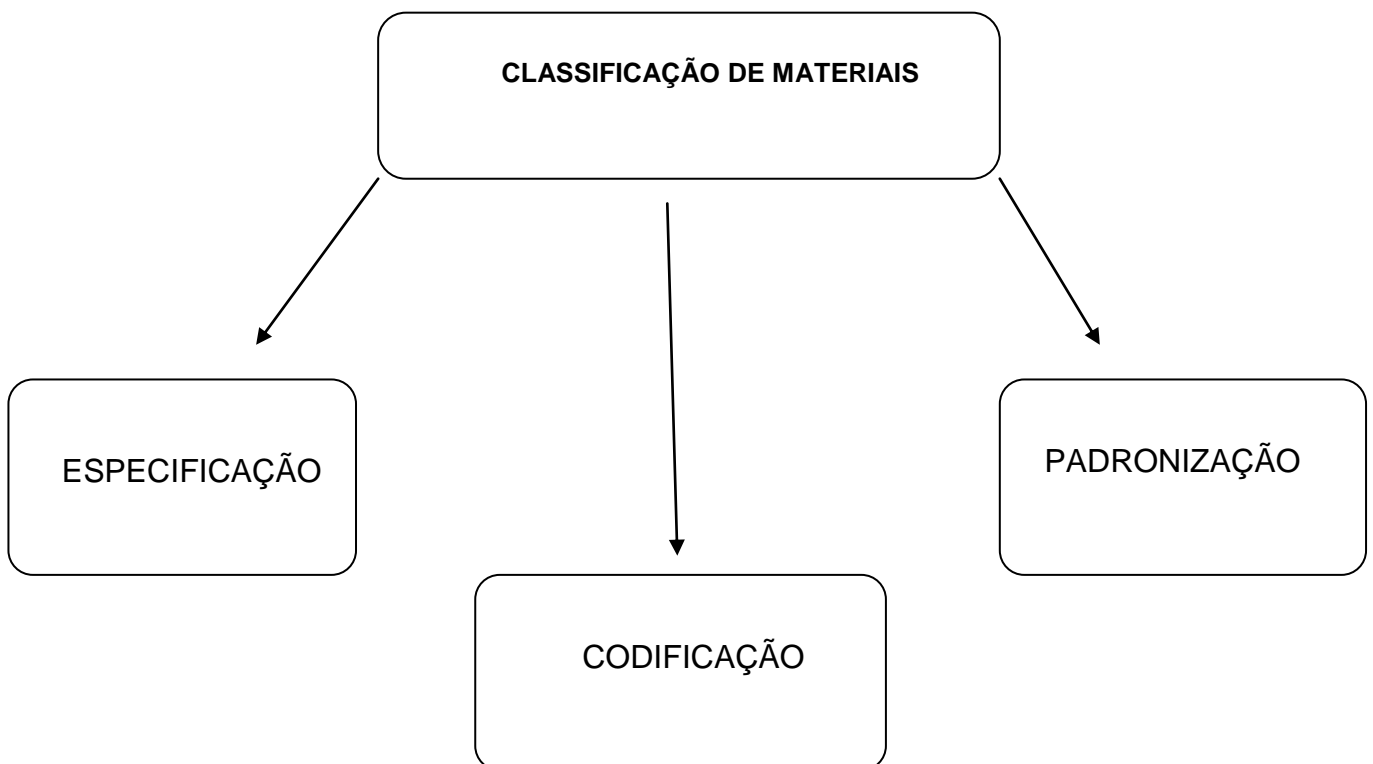 CLASSIFICAÇÃO DE MATERIAIS
ESPECIFICAÇÃO
PADRONIZAÇÃO
CODIFICAÇÃO